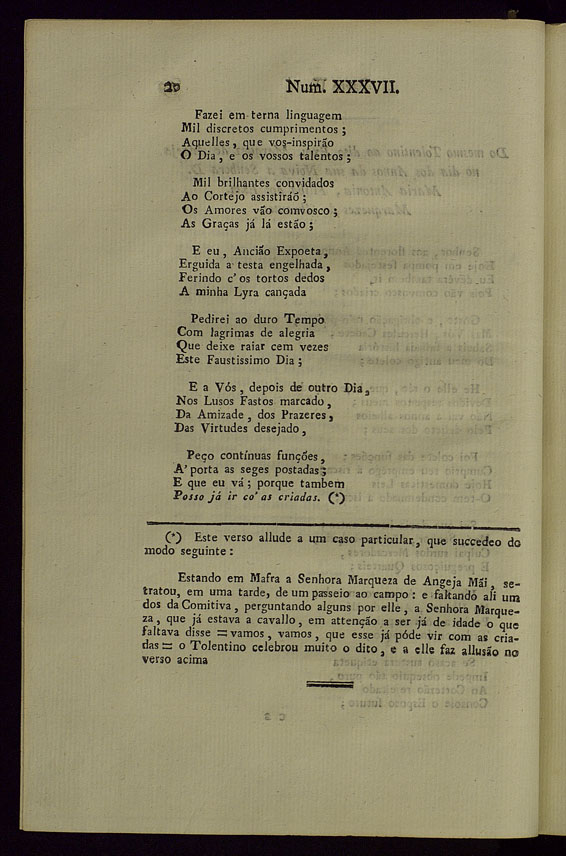 20 Num. XXXVII.
Fazei em terna linguagem
Mil discretos cumprimentos ;
Aquelles , que vos-inspirão
O Dia , e os vossos talentos ;
Mil brilhantes convidados
Ao Cortejo assistiráõ ;
Os Amores vão comvosco ;
As Graças já lá estão ;
E eu , Ancião Expoeta ,
Erguida a testa engelhada ,
Ferindo c' os tortos dedos
A minha Lyra cançada
Pedirei ao duro Tempo
Com lagrimas de alegria
Que deixe raiar cem vezes
Este Faustissimo Dia ;
E a Vós , depois de outro Dia ,
Nos Lusos Fastos marcado ,
Da Amizade , dos Prazeres ,
Das Virtudes desejado ,
Peço contínuas funções ,
A' porta as seges postadas ;
E que eu vá ; porque tambem
Posso já ir co' as criadas. (*)
(*) Este verso allude a um caso particular , que succedeo do
modo seguinte :
Estando em Mafra a Senhora Marqueza de Angeja Mãi , se-
tratou, em uma tarde, de um passeio ao campo : e faltando ali um
dos da Comitiva , perguntando alguns por elle , a Senhora Marque-
za , que já estava a cavallo , em attenção a ser já de idade o que
faltava disse = vamos , vamos , que esse já póde vir com as cria-
das = o Tolentino celebrou muito o dito , e a elle faz allusão no
verso acima